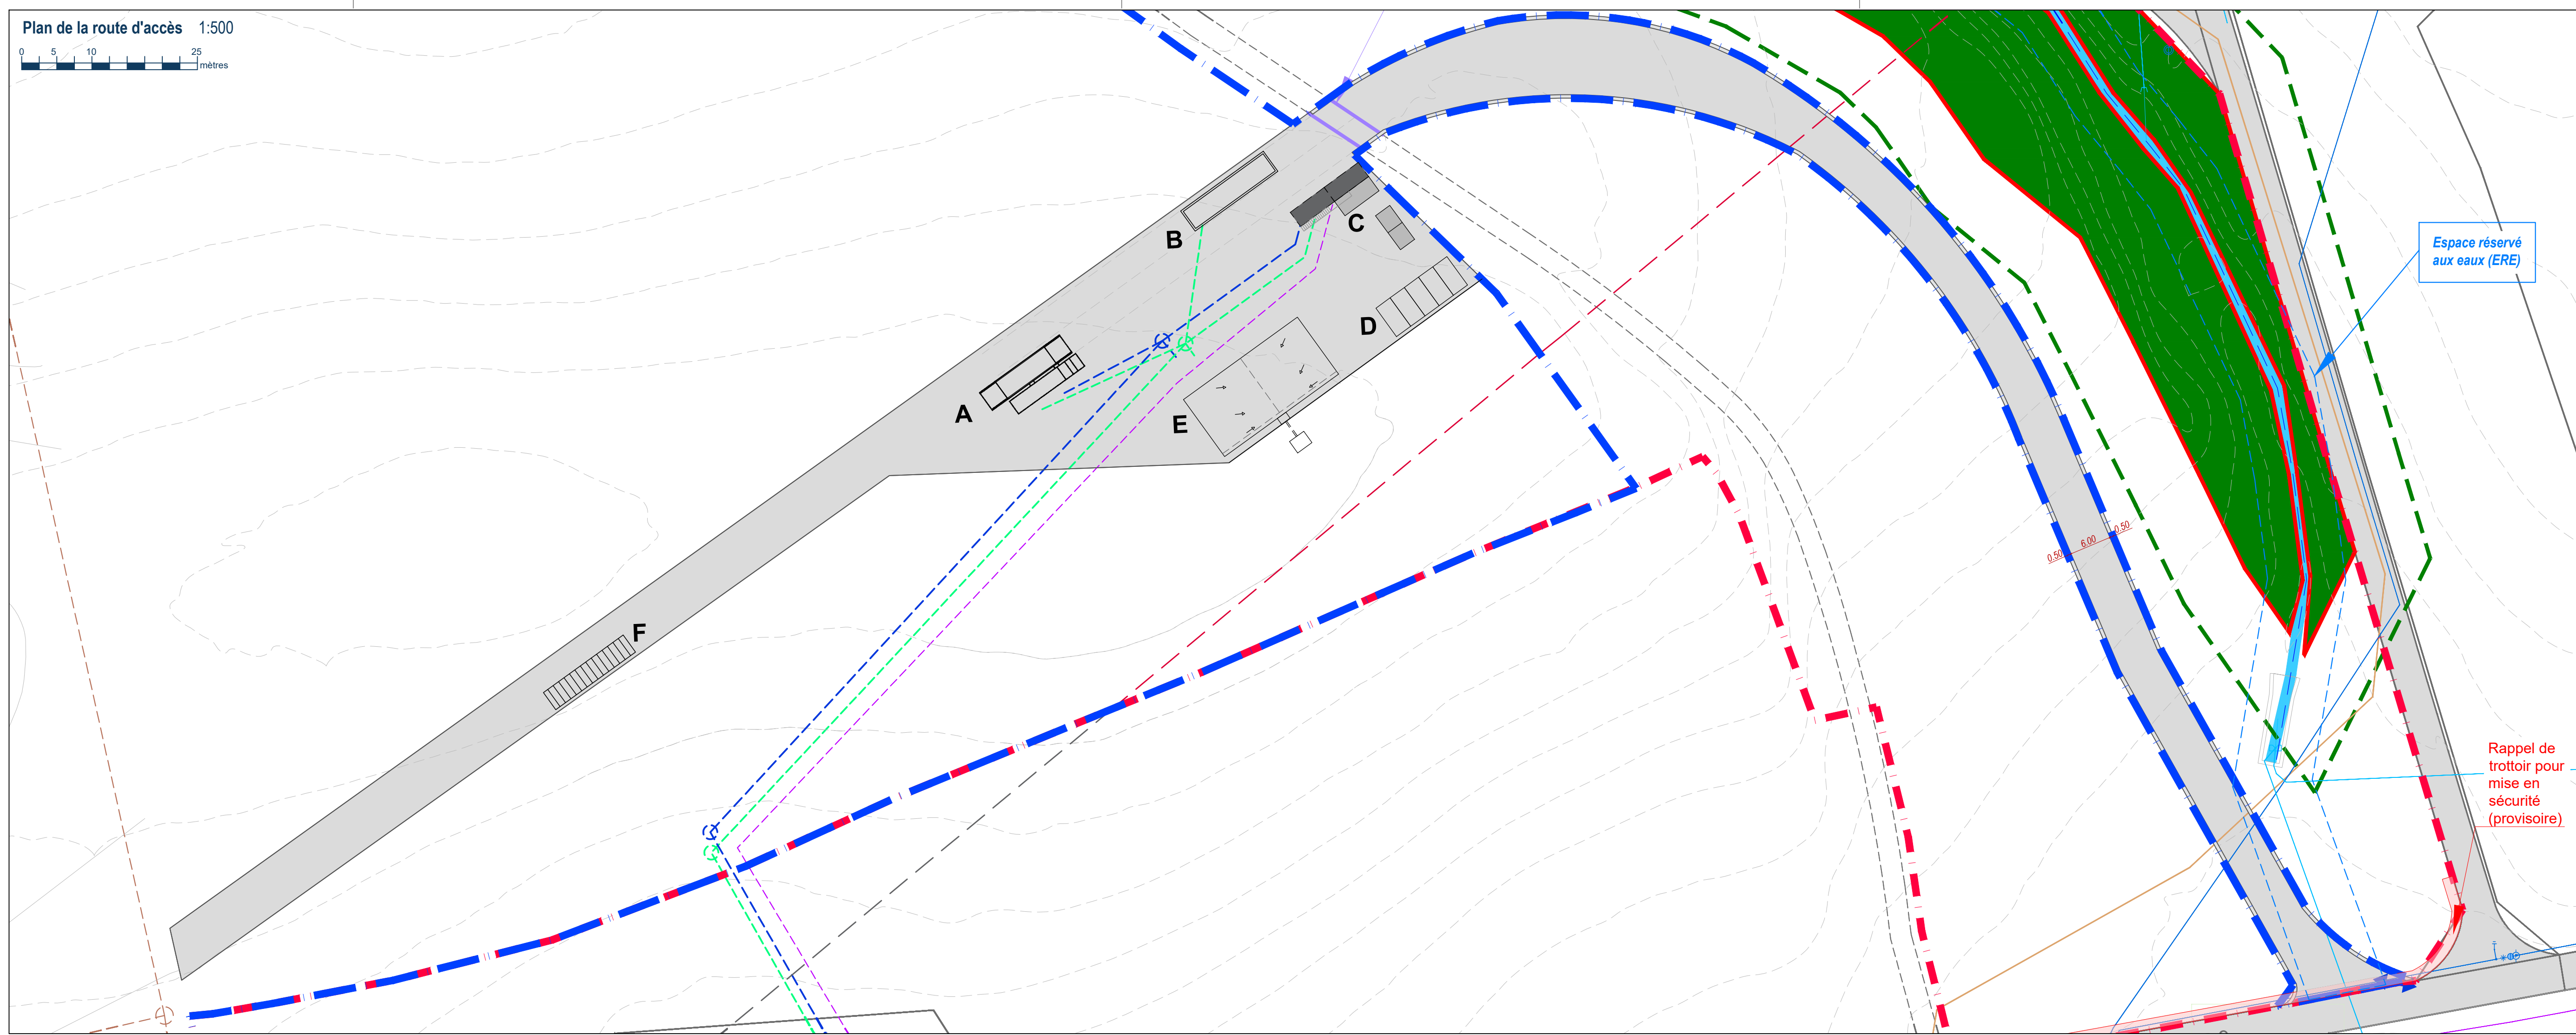 Plan de la route d'accès 1:500
0 5 10 25
mètres
B
C
D
A
E
F
Espace réservé
aux eaux (ERE)
0.50 6.00 0.50
Rappel de
trottoir pour
mise en
sécurité
(provisoire)